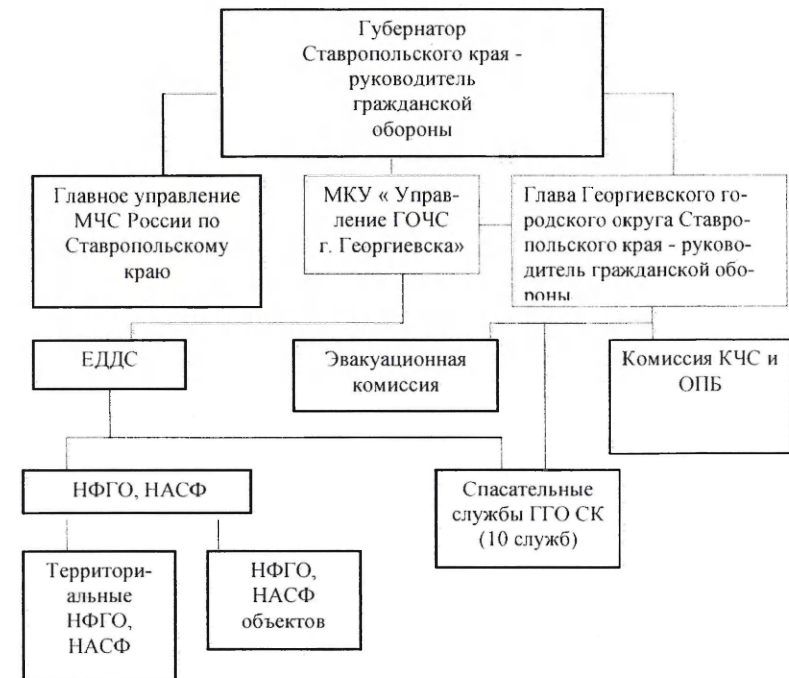 Губернатор
Ставропольского края -
руководитель
гражданской
обороны
Главное управление
МЧС России по
Ставропольскому
краю
МКУ « Управ-
ление ГОЧС
г. Георгиевска»
Глава Георгиевского го-
родского округа Ставро-
польского края - руково-
дитель гражданской обо-
роны
ЕДДС
Эвакуационная
комиссия
Комиссия КЧС и
ОПБ
НФГО, НАСФ
Спасательные
службы ГГО СК
(10 служб)
Территори-
альные
НФГО,
НАСФ
НФГО,
НАСФ
объектов